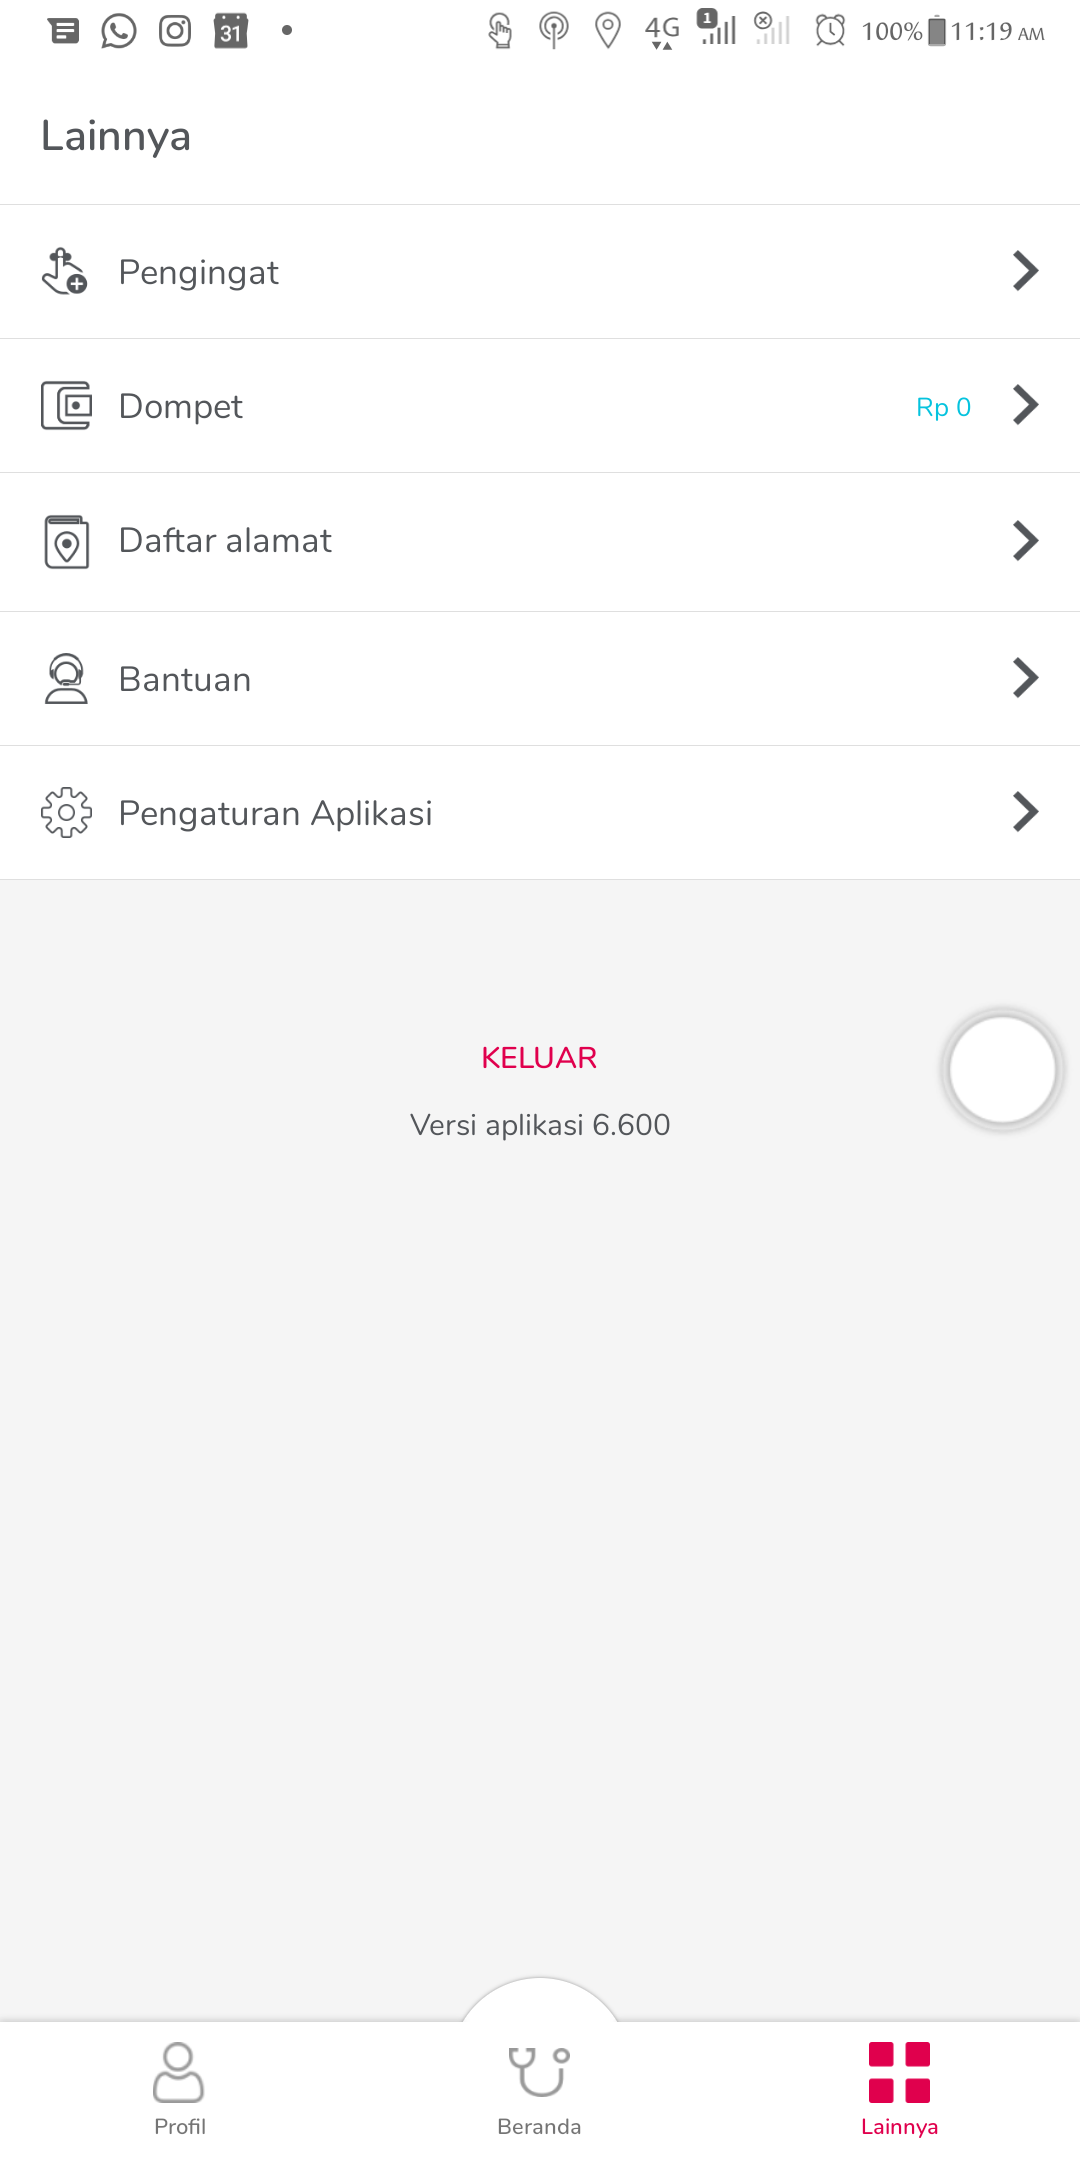 31 4G 1 100% 11:19 AM
Lainnya
Pengingat
Dompet Rp 0
Daftar alamat
Bantuan
Pengaturan Aplikasi
KELUAR
Versi aplikasi 6.600
Profil Beranda Lainnya